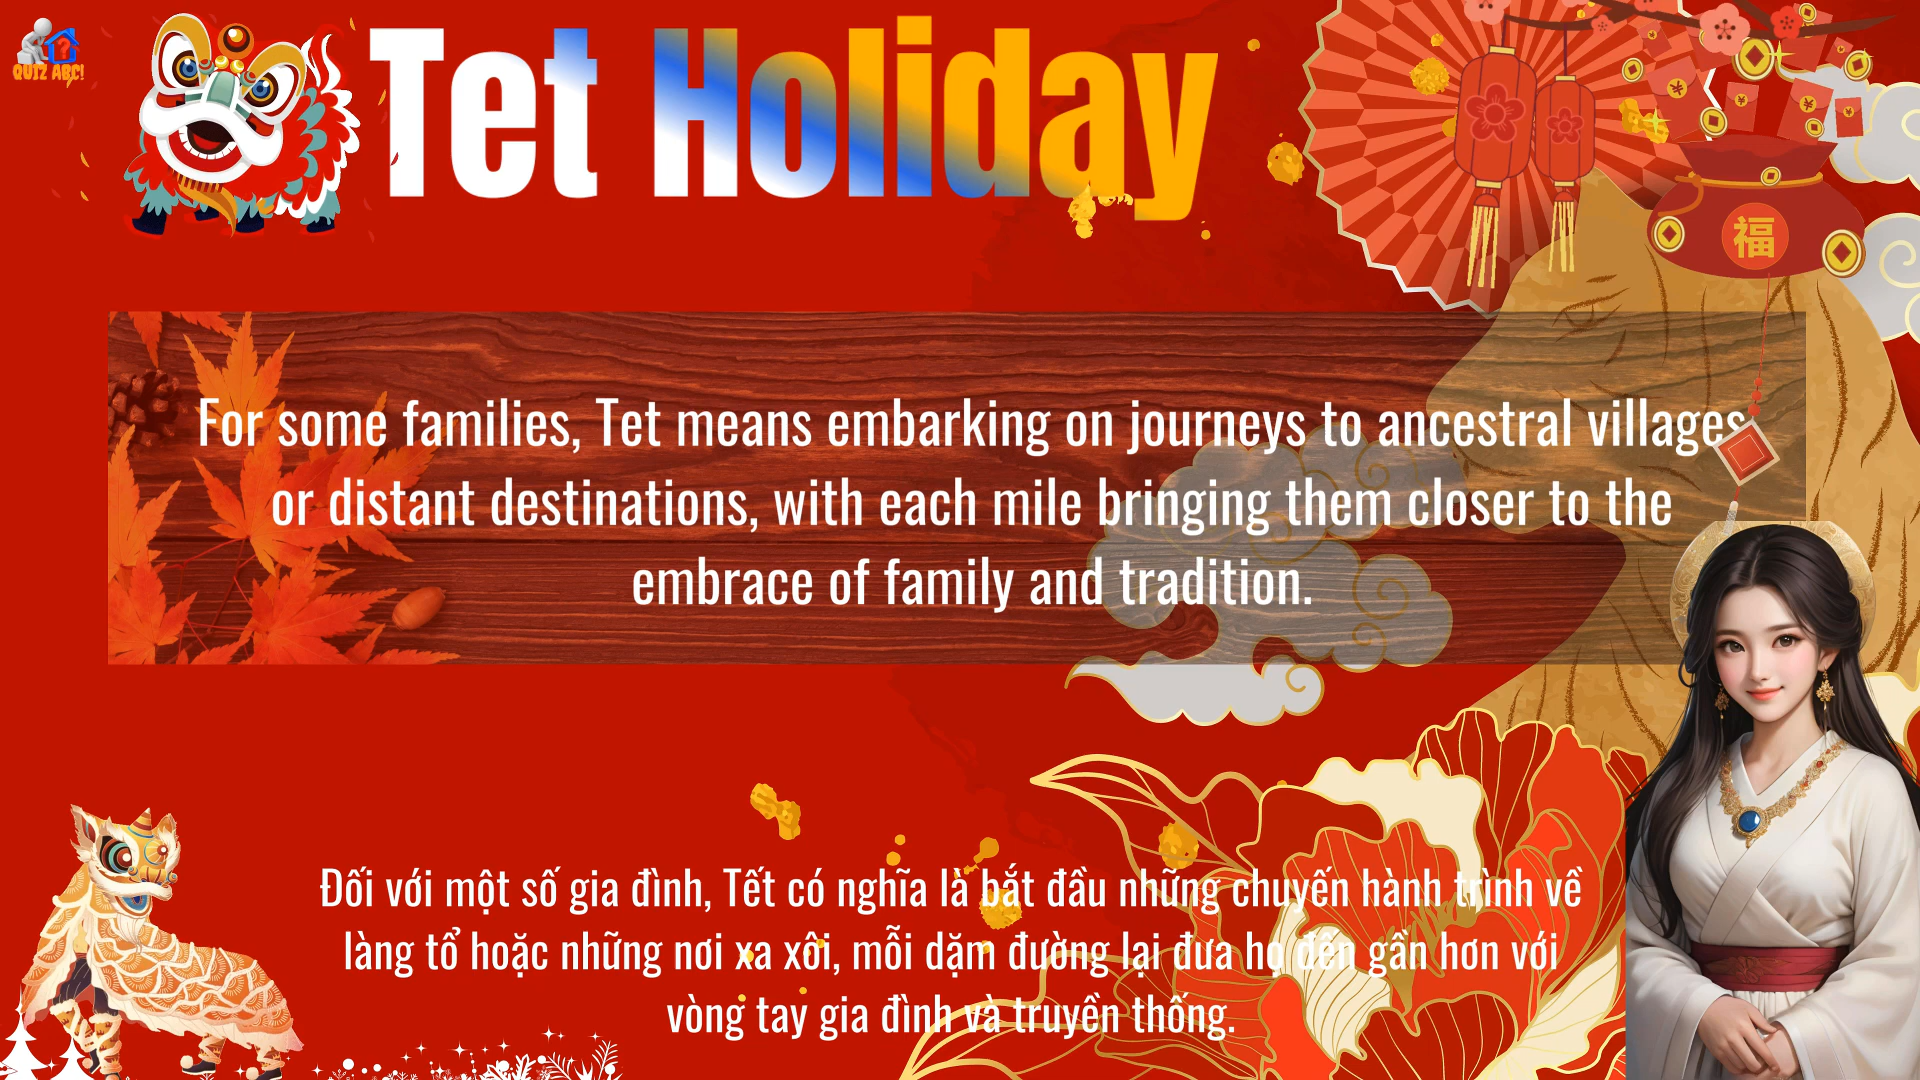 QUIZ ABC!
Tet Holiday
福
For some families, Tet means embarking on journeys to ancestral villages
or distant destinations, with each mile bringing them closer to the
embrace of family and tradition.
Đối với một số gia đình, Tết có nghĩa là bắt đầu những chuyến hành trình về
làng tổ hoặc những nơi xa xôi, mỗi dặm đường lại đưa họ đến gần hơn với
vòng tay gia đình và truyền thống.